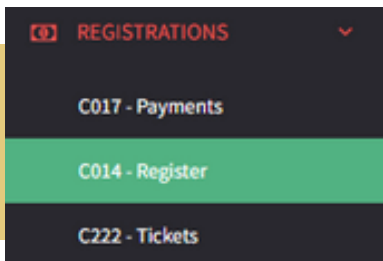 REGISTRATIONS
C017 - Payments
C014 - Register
C222 - Tickets